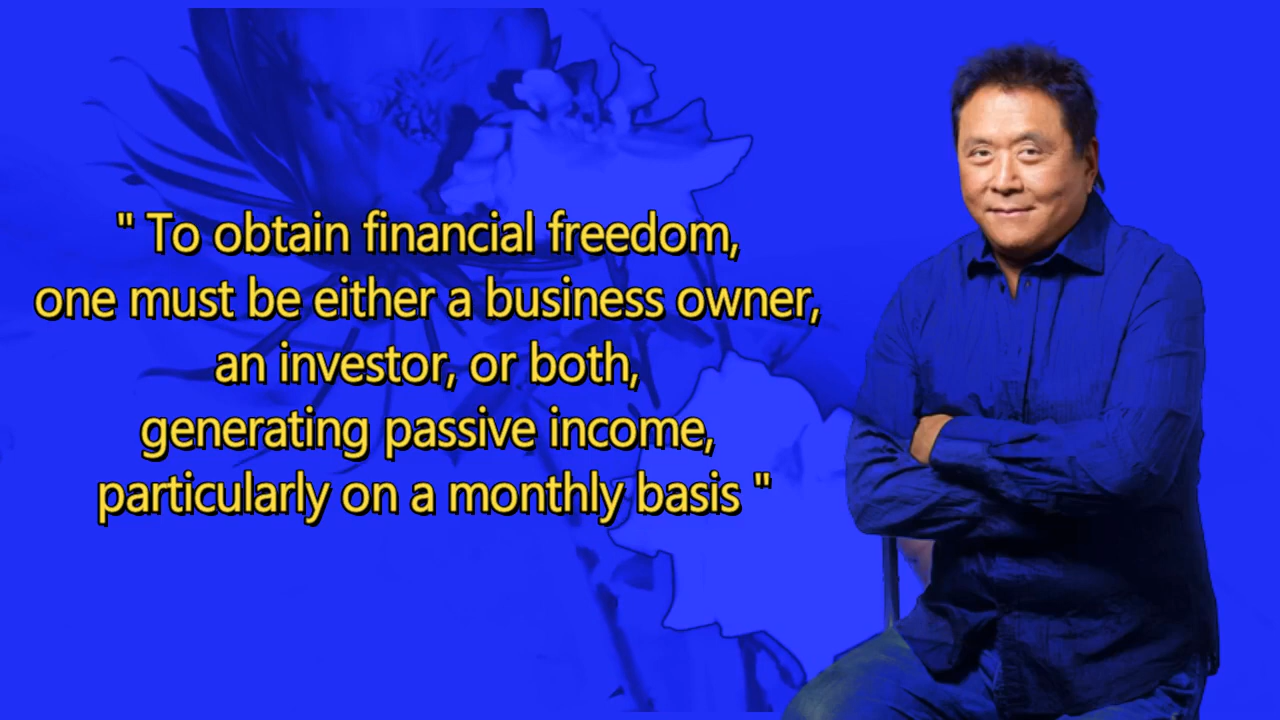 " To obtain financial freedom,
one must be either a business owner,
an investor, or both,
generating passive income,
particularly on a monthly basis "